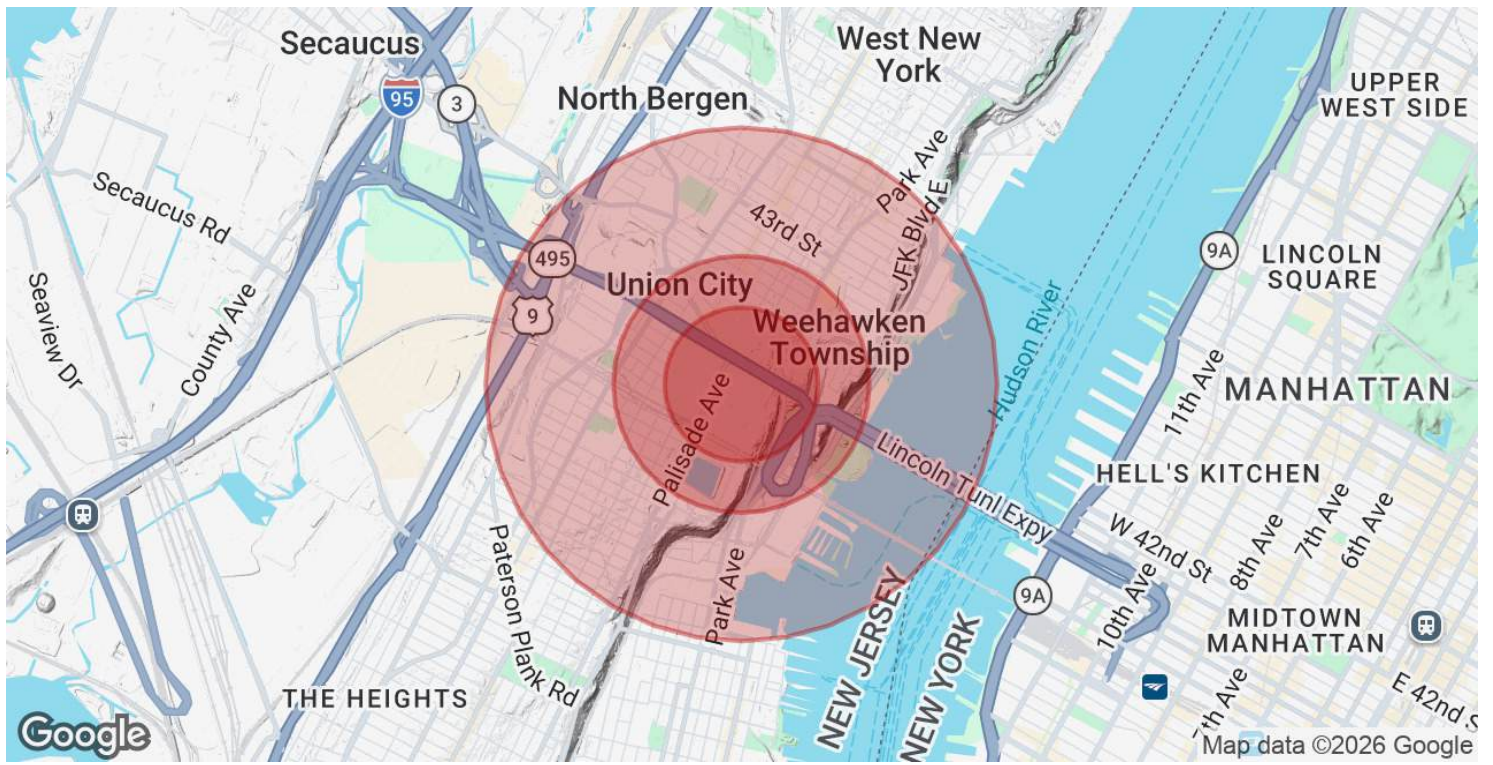 Secaucus
95
3
North Bergen
West New
York
UPPER
WEST SIDE
Secaucus Rd
Park Ave
43rd St
JFK Blvd E
9A
LINCOLN
SQUARE
495
Union City
9
Weehawken
Township
Hudson River
Seaview Dr
County Ave
11th Ave
MANHATTAN
Palisade Ave
Lincoln Tunl Expy
HELL'S KITCHEN
W 42nd St
8th Ave
7th Ave
6th Ave
Paterson Plank Rd
Park Ave
9A
10th Ave
MIDTOWN
MANHATTAN
NEW JERSEY
NEW YORK
THE HEIGHTS
7th Ave
E 42nd S
Google
Map data ©2026 Google